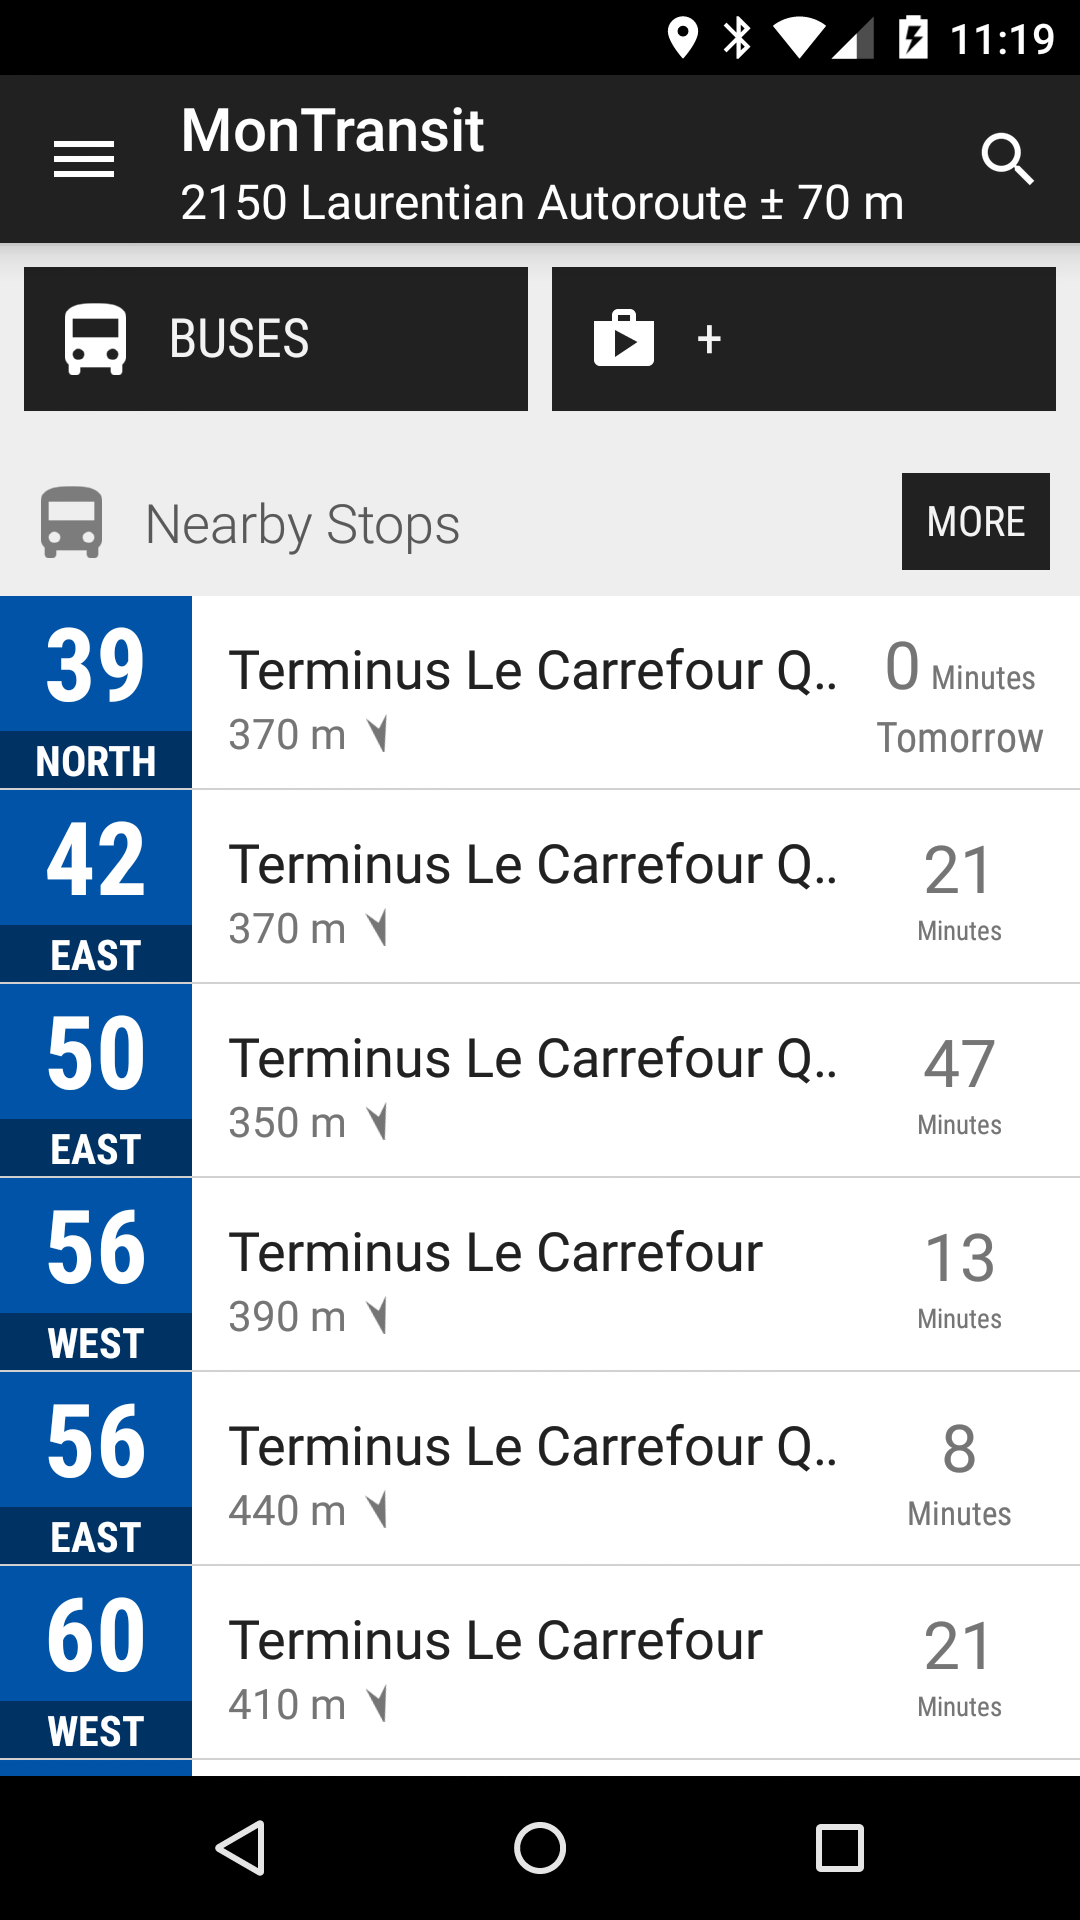 11:19
MonTransit
2150 Laurentian Autoroute ± 70 m
BUSES
+
Nearby Stops
MORE
39
NORTH
Terminus Le Carrefour Q..
370 m
0 Minutes
Tomorrow
42
EAST
Terminus Le Carrefour Q..
370 m
21
Minutes
50
EAST
Terminus Le Carrefour Q..
350 m
47
Minutes
56
WEST
Terminus Le Carrefour
390 m
13
Minutes
56
EAST
Terminus Le Carrefour Q..
440 m
8
Minutes
60
WEST
Terminus Le Carrefour
410 m
21
Minutes